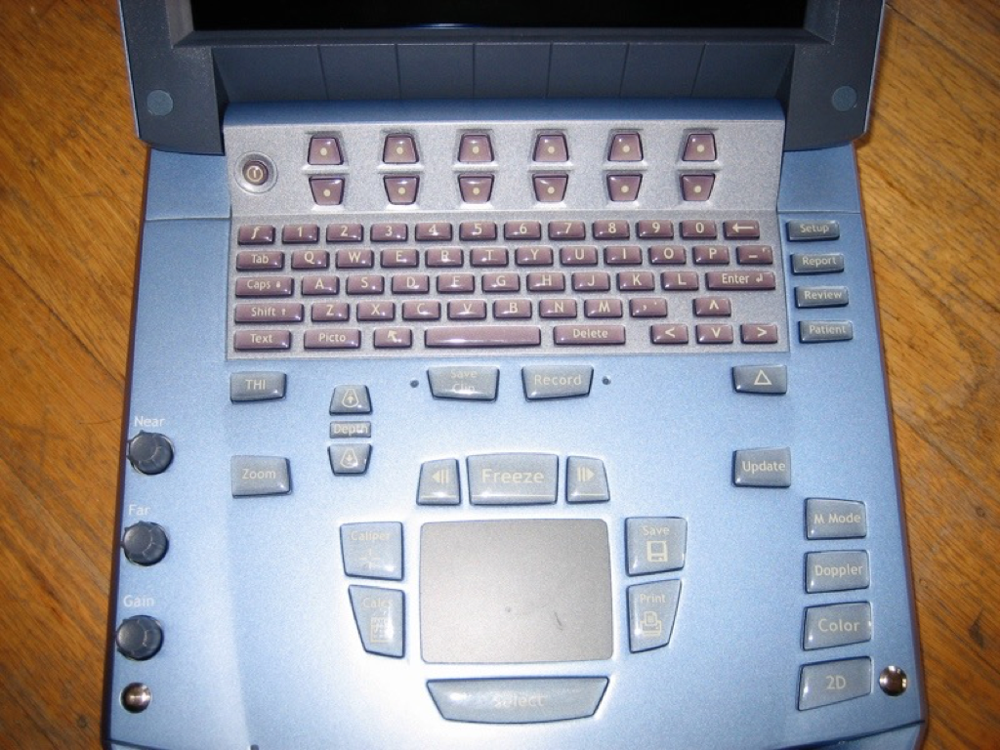 f 1 2 3 4 5 6 7 8 9 0 Setup
Tab Q W E R T Y U I O P - ' Report
Caps A S D F G H J K L Enter Review
Shift Z X C V B N M , . Patient
Text Picto Delete
THI Save Clip Record
Depth
Near
Zoom Freeze Update
Far
Caliper Save M Mode
Doppler
Gain
Calcs Print Color
Select 2D